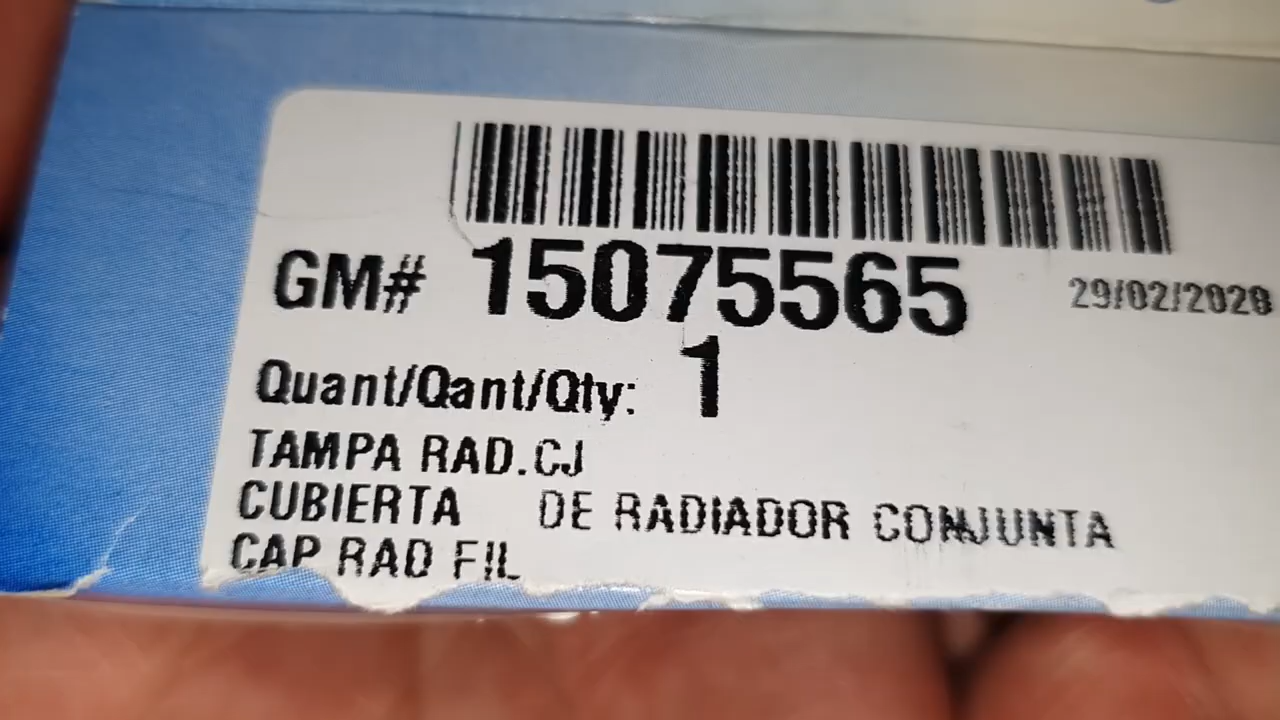 GM# 15075565 29/02/2020
Quant/Qant/Qty: 1
TAMPA RAD.CJ
CUBIERTA DE RADIADOR CONJUNTA
CAP RAD FIL